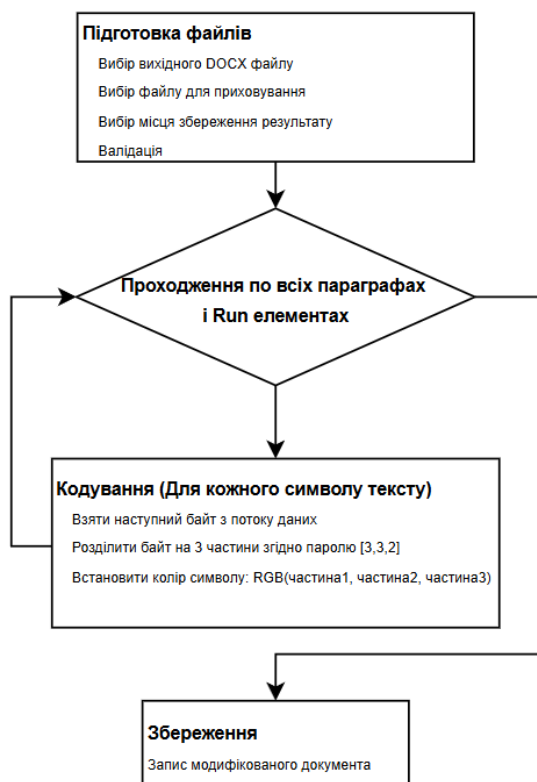 Підготовка файлів
Вибір вихідного DOCX файлу
Вибір файлу для приховування
Вибір місця збереження результату
Валідація
Проходження по всіх параграфах
і Run елементах
Кодування (Для кожного символу тексту)
Взяти наступний байт з потоку даних
Розділити байт на 3 частини згідно паролю [3,3,2]
Встановити колір символу: RGB(частина1, частина2, частина3)
Збереження
Запис модифікованого документа